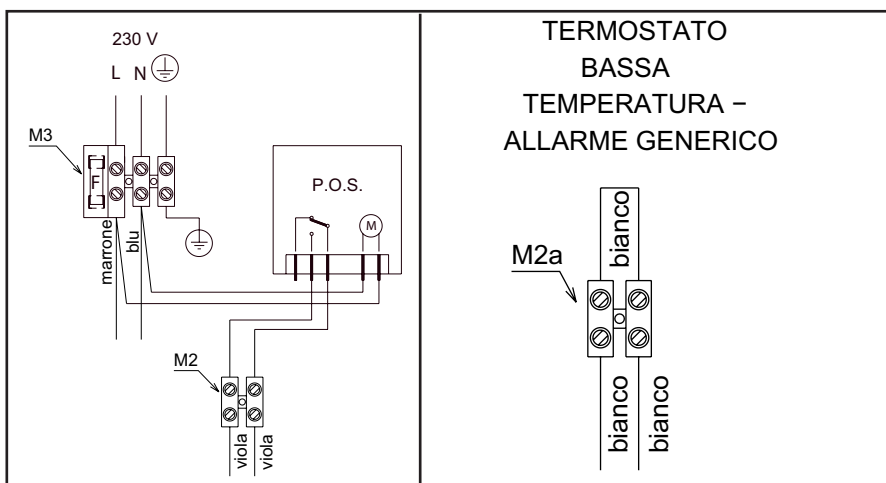 230 V
L N
M3
F
P.O.S.
M
marrone
blu
M2
viola
viola
TERMOSTATO
BASSA
TEMPERATURA –
ALLARME GENERICO
bianco
M2a
bianco
bianco